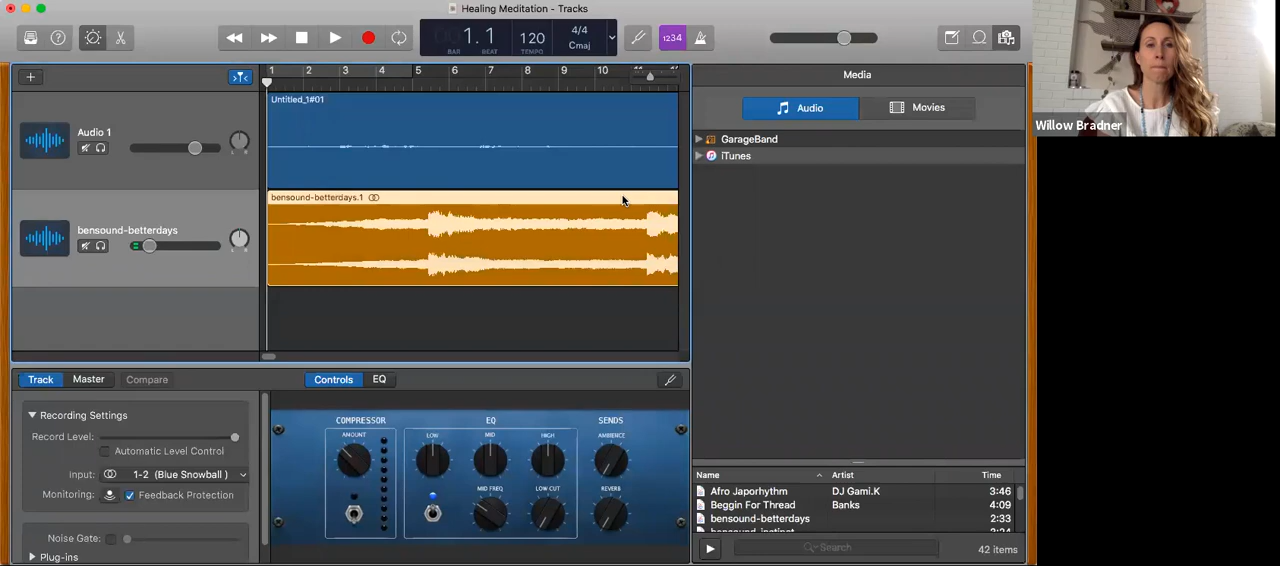 Healing Meditation - Tracks
1.1
BAR BEAT
120
TEMPO
4/4
Cmaj
1234
1 2 3 4 5 6 7 8 9 10 11
Untitled_1#01
Audio 1
bensound-betterdays.1
bensound-betterdays
Track Master Compare
Controls EQ
Recording Settings
Record Level:
Automatic Level Control
Input: 1-2 (Blue Snowball)
Monitoring: Feedback Protection
Noise Gate:
Plug-ins
COMPRESSOR EQ SENDS
AMOUNT LOW MID HIGH AMBIENCE
MID FREQ LOW CUT REVERB
Media
Audio Movies
GarageBand
iTunes
Name Artist Time
Afro Japorhythm DJ Gami.K 3:46
Beggin For Thread Banks 4:09
bensound-betterdays 2:33
Search
42 items
Willow Bradner